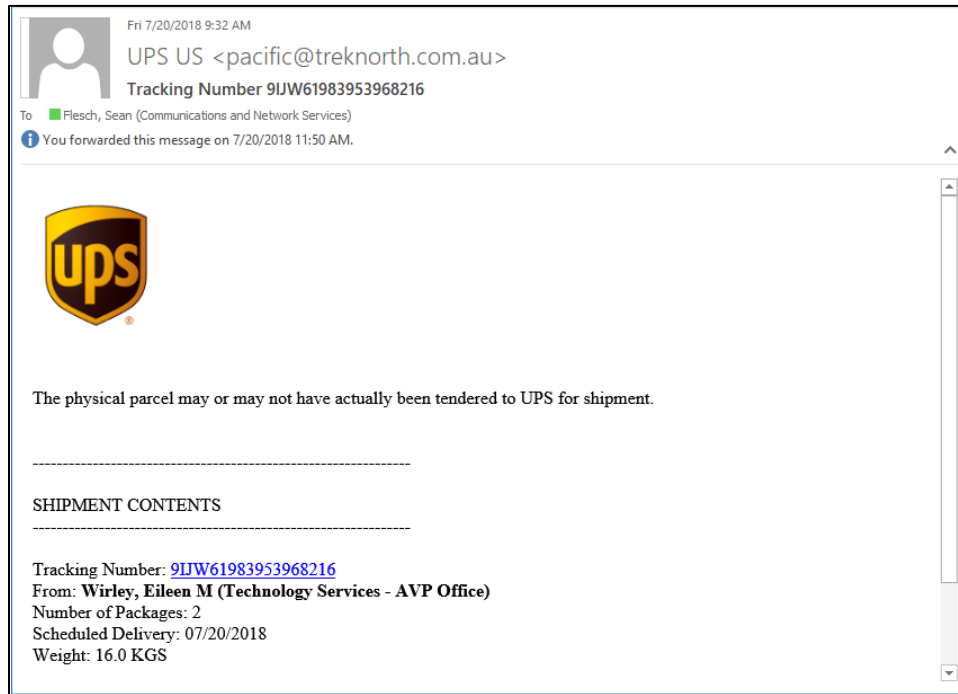 Fri 7/20/2018 9:32 AM
UPS US <pacific@treknorth.com.au>
Tracking Number 9IJW61983953968216
To Flesch, Sean (Communications and Network Services)
You forwarded this message on 7/20/2018 11:50 AM.
ups
®
The physical parcel may or may not have actually been tendered to UPS for shipment.
---------------------------------------------------------------
SHIPMENT CONTENTS
---------------------------------------------------------------
Tracking Number: 9IJW61983953968216
From: Wirley, Eileen M (Technology Services - AVP Office)
Number of Packages: 2
Scheduled Delivery: 07/20/2018
Weight: 16.0 KGS